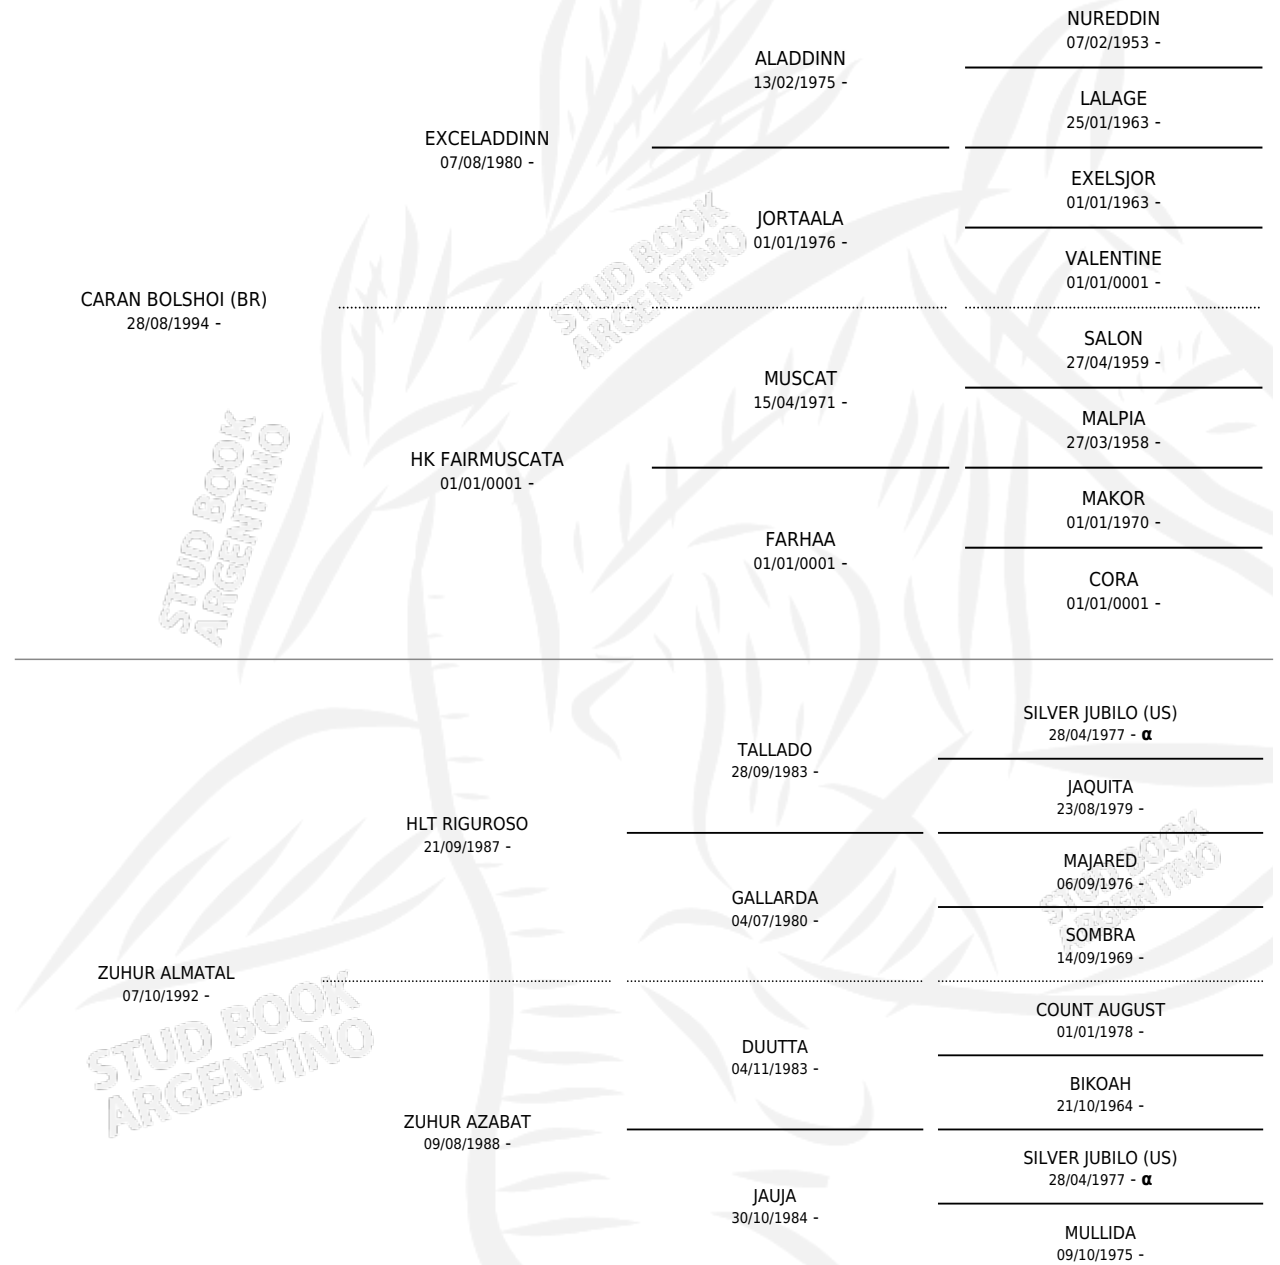 CARAN BOLSHOI (BR)
28/08/1994 -
EXCELADDINN
07/08/1980 -
HK FAIRMUSCATA
01/01/0001 -
ALADDINN
13/02/1975 -
JORTAALA
01/01/1976 -
MUSCAT
15/04/1971 -
FARHAA
01/01/0001 -
NUREDDIN
07/02/1953 -
LALAGE
25/01/1963 -
EXELSJOR
01/01/1963 -
VALENTINE
01/01/0001 -
SALON
27/04/1959 -
MALPIA
27/03/1958 -
MAKOR
01/01/1970 -
CORA
01/01/0001 -
ZUHUR ALMATAL
07/10/1992 -
HLT RIGUROSO
21/09/1987 -
ZUHUR AZABAT
09/08/1988 -
TALLADO
28/09/1983 -
GALLARDA
04/07/1980 -
DUUTTA
04/11/1983 -
JAUJA
30/10/1984 -
SILVER JUBILO (US)
28/04/1977 - α
JAQUITA
23/08/1979 -
MAJARED
06/09/1976 -
SOMBRA
14/09/1969 -
COUNT AUGUST
01/01/1978 -
BIKOAH
21/10/1964 -
SILVER JUBILO (US)
28/04/1977 - α
MULLIDA
09/10/1975 -
STUD BOOK
ARGENTINO
STUD BOOK
ARGENTINO
STUD BOOK
ARGENTINO
STUD BOOK
ARGENTINO